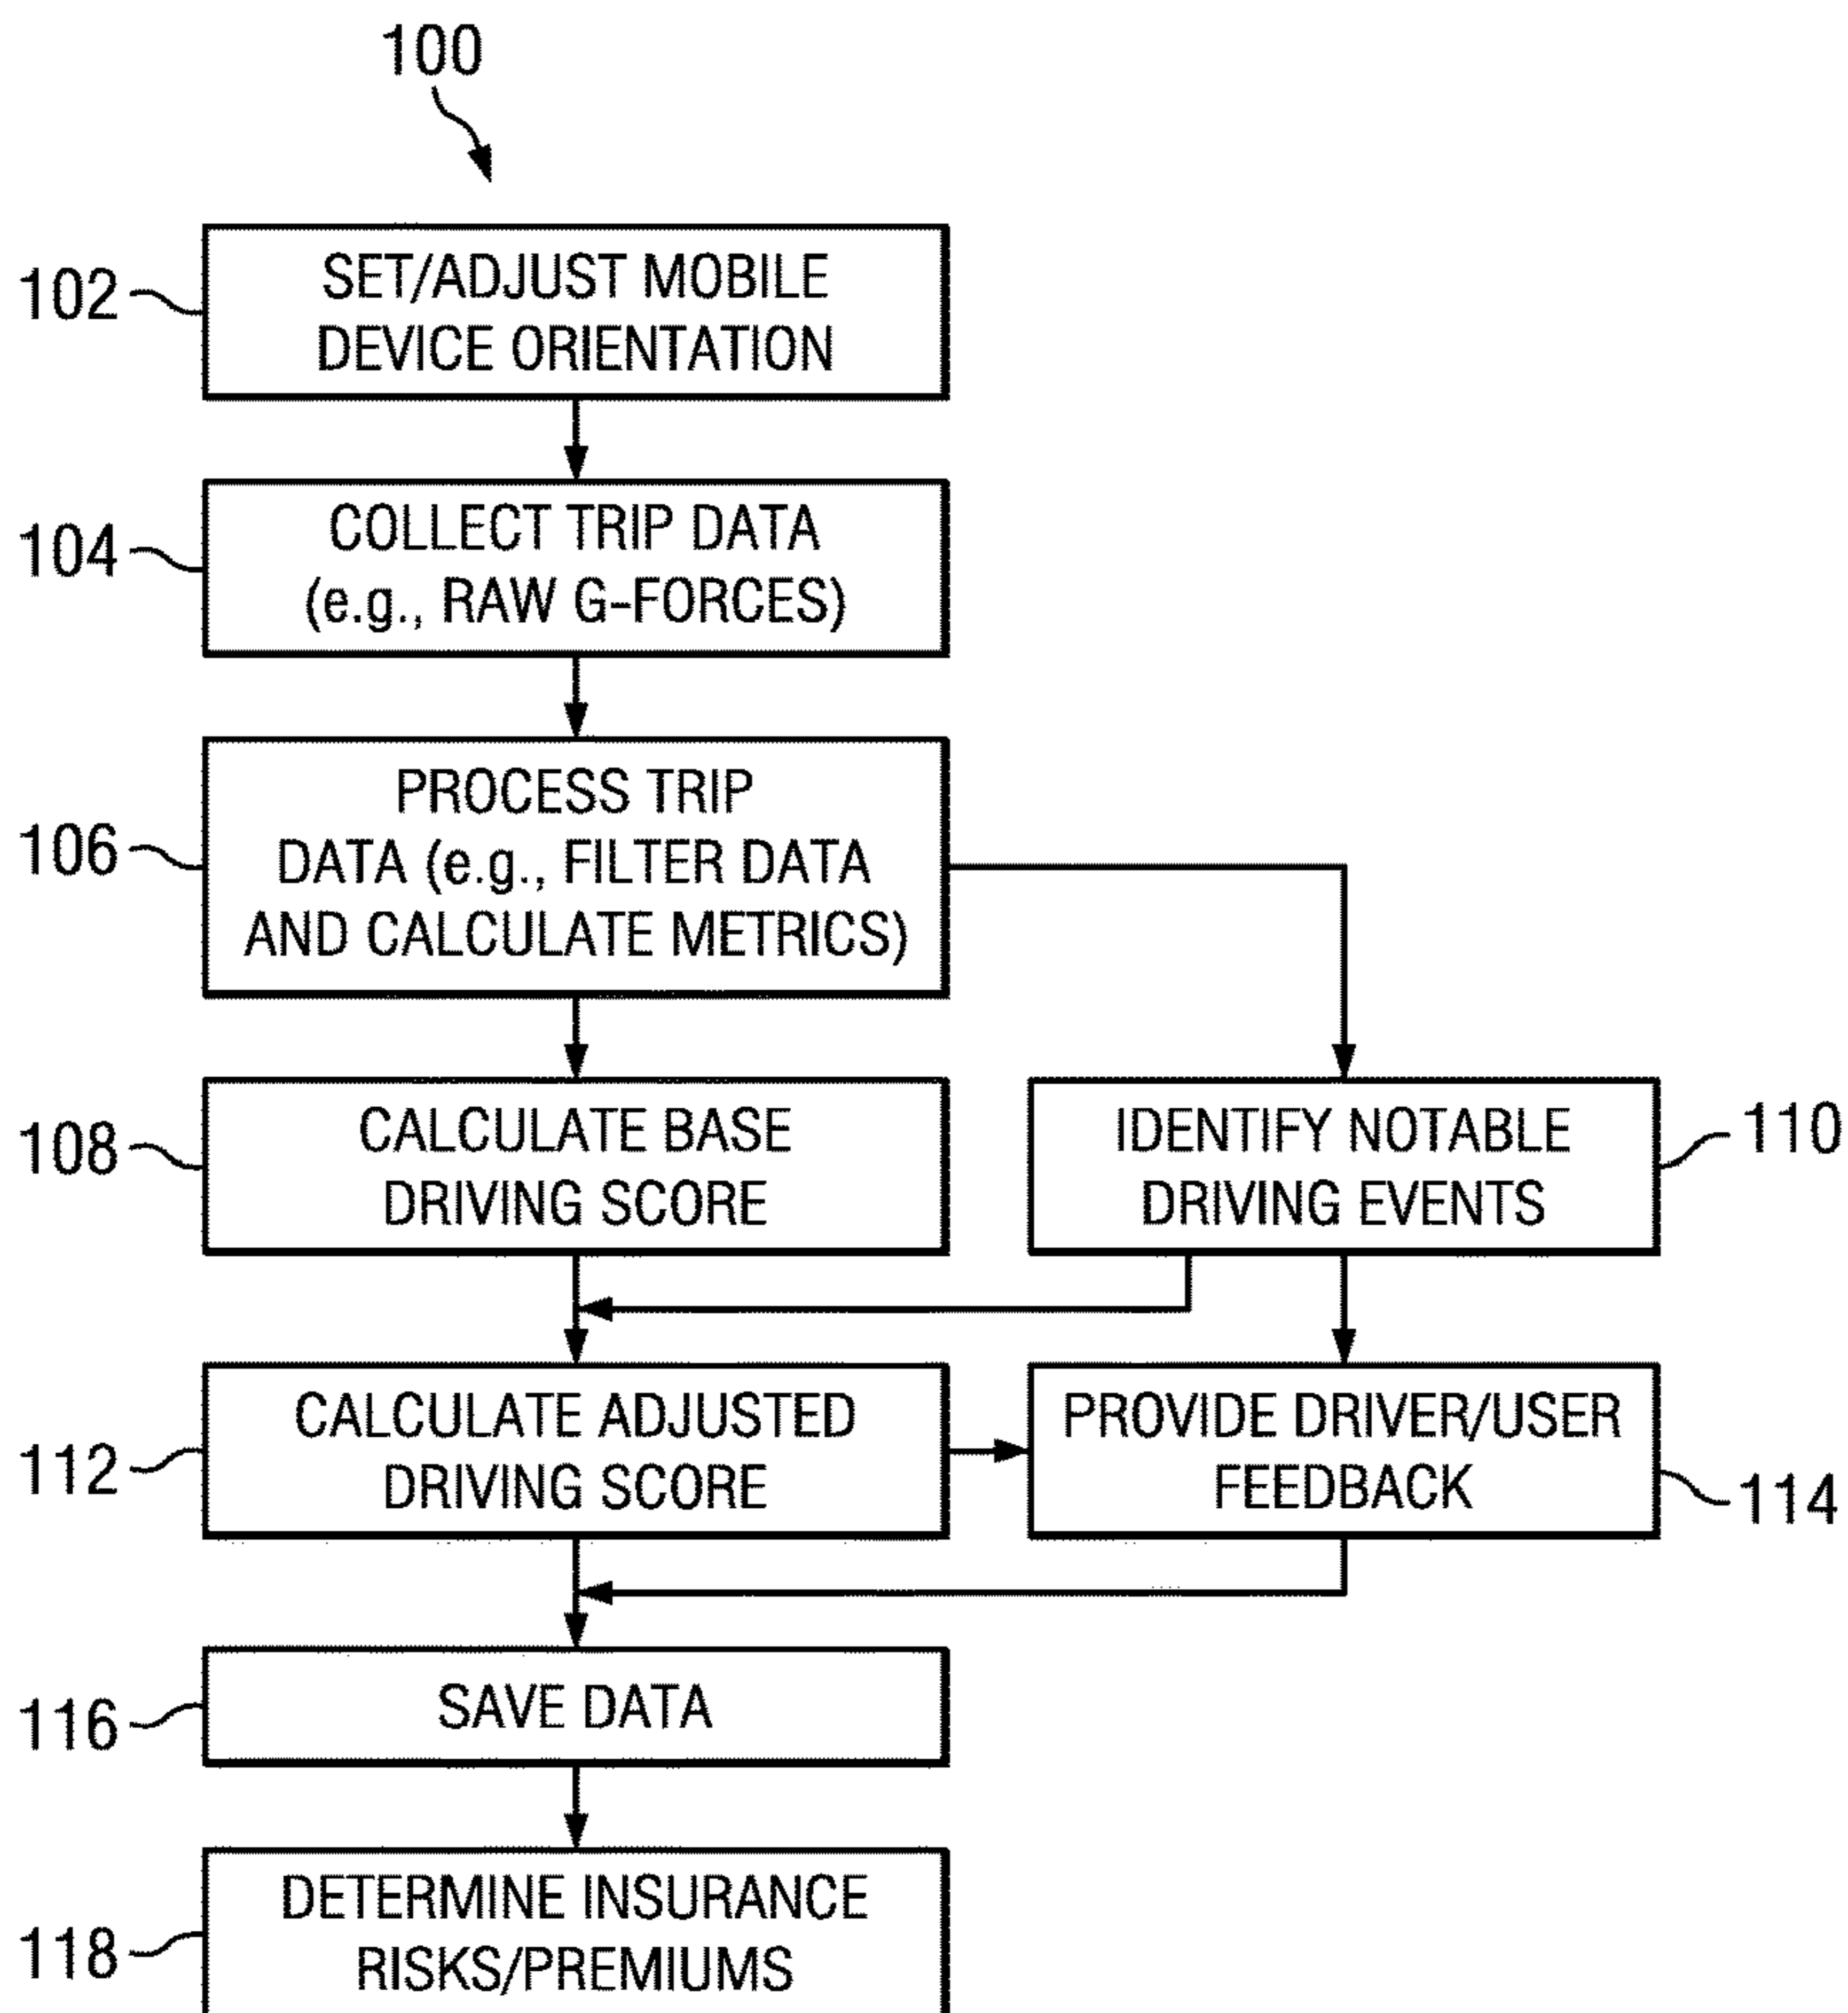 100
102
SET/ADJUST MOBILE
DEVICE ORIENTATION
104
COLLECT TRIP DATA
(e.g., RAW G-FORCES)
106
PROCESS TRIP
DATA (e.g., FILTER DATA
AND CALCULATE METRICS)
108
CALCULATE BASE
DRIVING SCORE
IDENTIFY NOTABLE
DRIVING EVENTS
110
112
CALCULATE ADJUSTED
DRIVING SCORE
PROVIDE DRIVER/USER
FEEDBACK
114
116
SAVE DATA
118
DETERMINE INSURANCE
RISKS/PREMIUMS